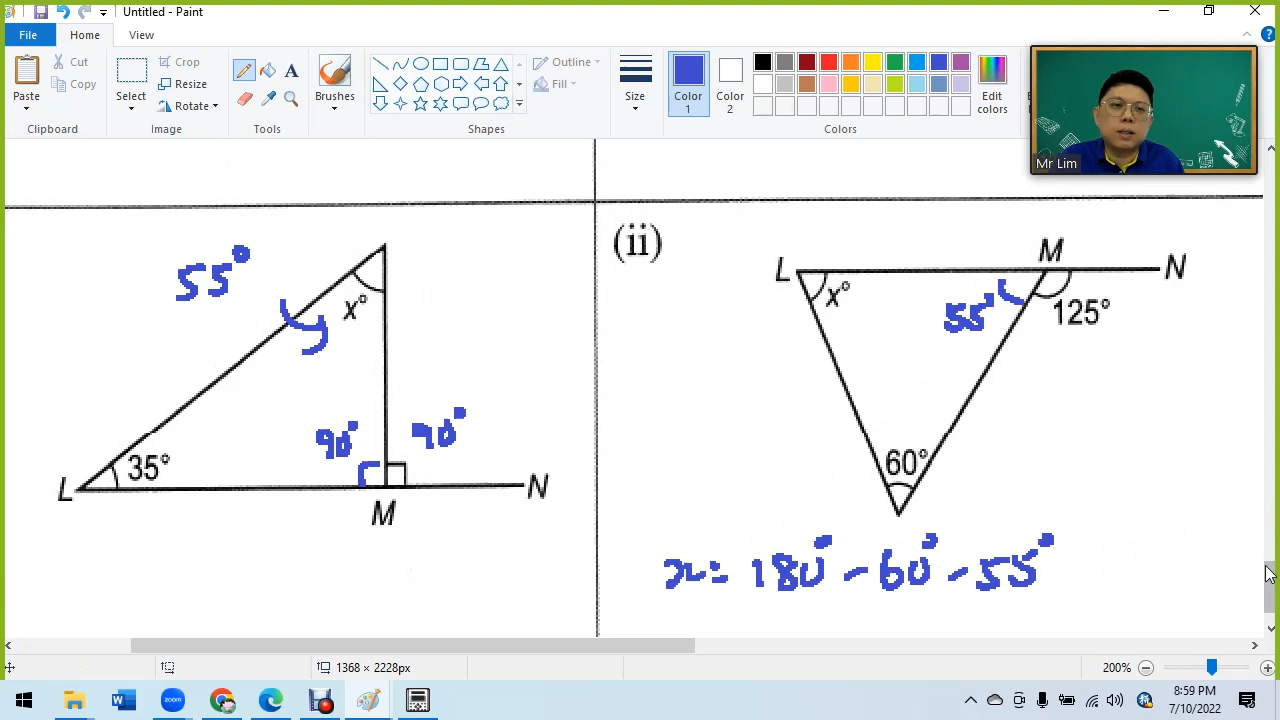 Untitled - Paint
File
Home
View
Paste
Cut
Copy
Clipboard
Select
Crop
Resize
Rotate
Image
A
Tools
Brushes
Outline
Fill
Shapes
Size
Color
1
Color
2
Edit
colors
Colors
Mr Lim
55°
x°
90°
90°
35°
L
M
N
(ii)
L
M
N
x°
55°
125°
60°
x = 180° - 60° - 55°
1368 × 2228px
200%
zoom
8:59 PM
7/10/2022